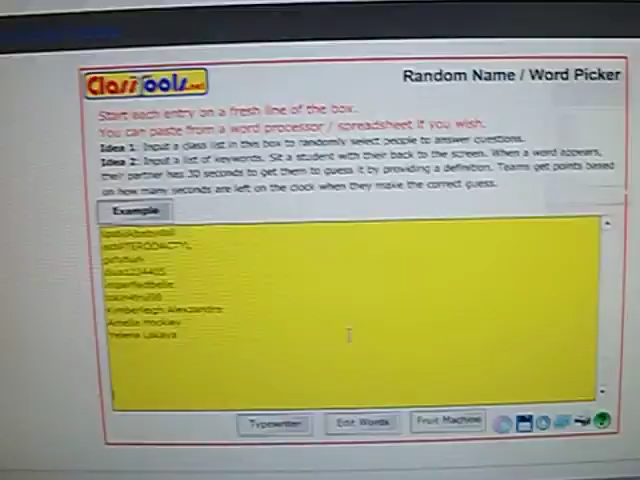 ClassTools.net
Random Name / Word Picker
Start each entry on a fresh line of the box.
You can paste from a word processor / spreadsheet if you wish.
Idea 1: Input a class list in this box to randomly select people to answer questions.
Idea 2: Input a list of keywords. Sit a student with their back to the screen. When a word appears,
their partner has 30 seconds to get them to guess it by providing a definition. Teams get points based
on how many seconds are left on the clock when they make the correct guess.
Example
Kimberleigh Alexzandra
Amelia Hockley
Helena
Typewriter
Edit Words
Fruit Machine